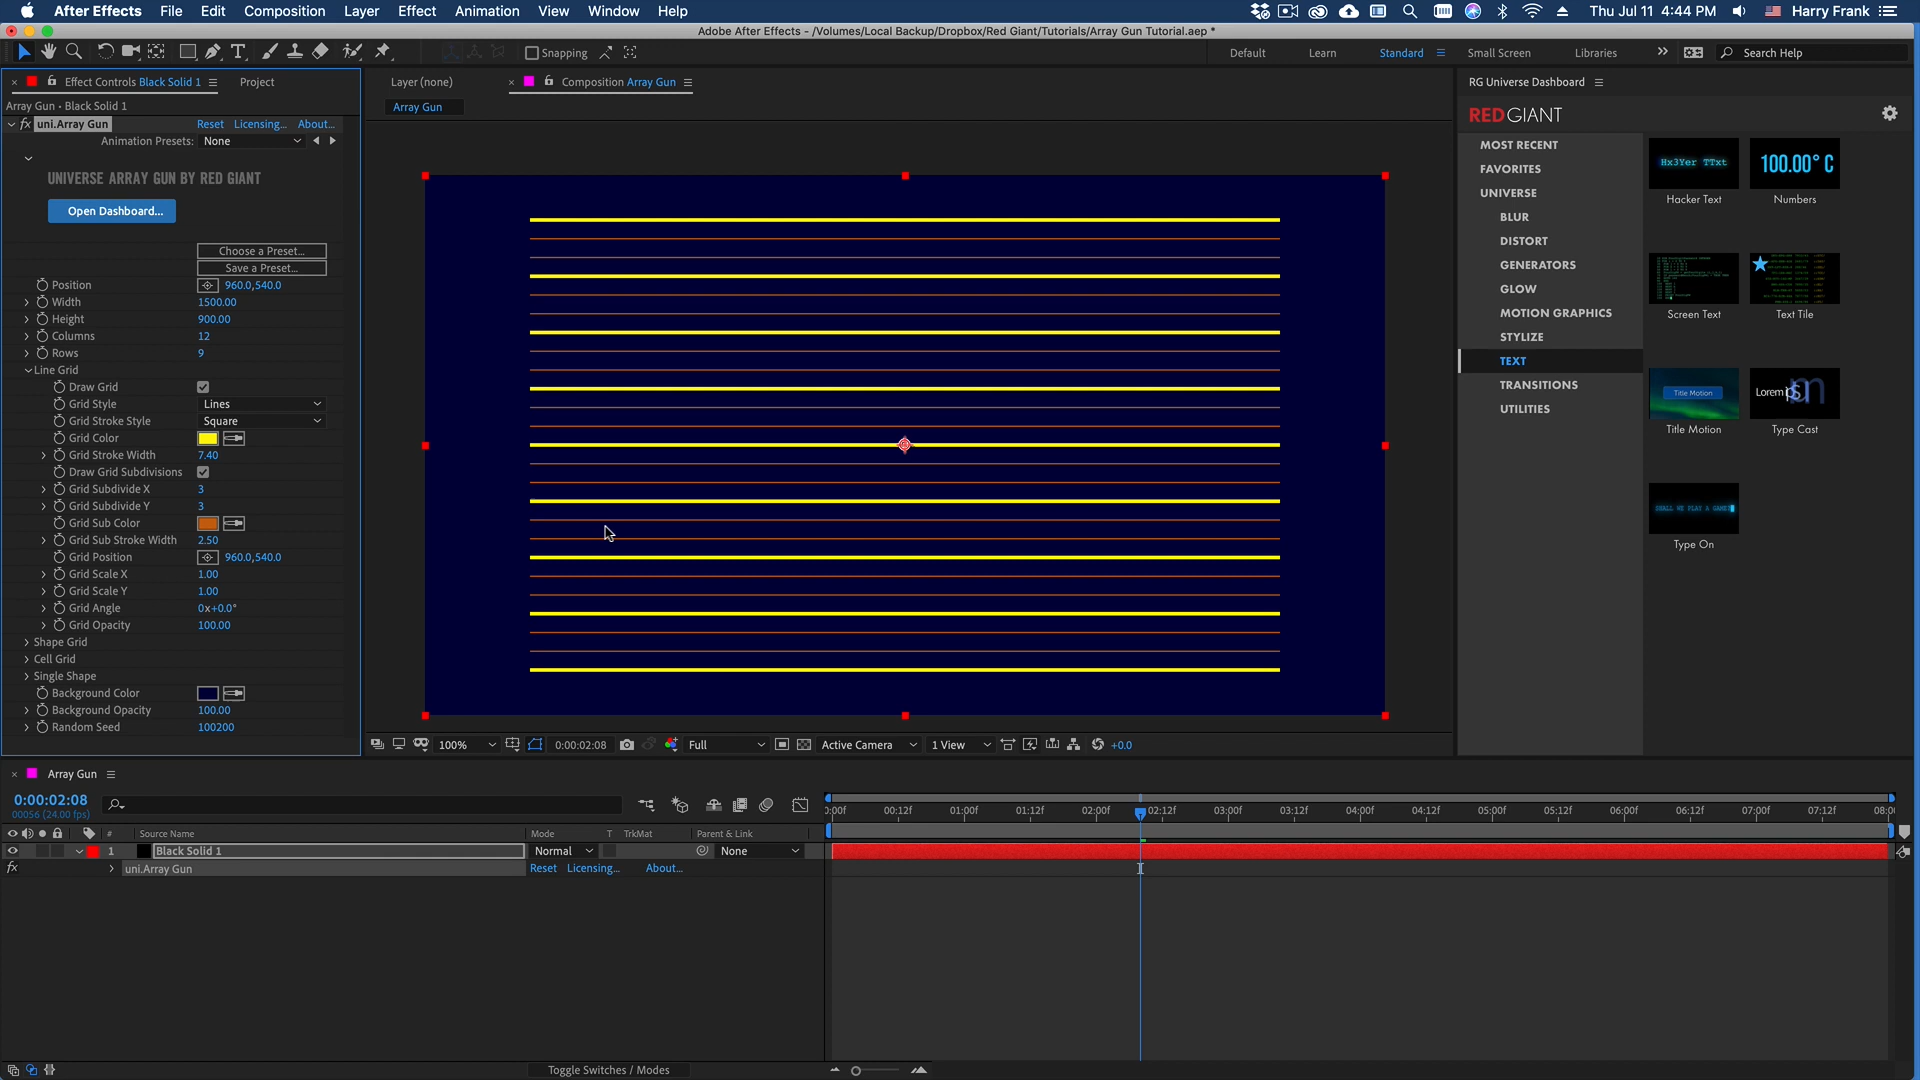 After Effects File Edit Composition Layer Effect Animation View Window Help Thu Jul 11 4:44 PM Harry Frank
Adobe After Effects - /Volumes/Local Backup/Dropbox/Red Giant/Tutorials/Array Gun Tutorial.aep *
Snapping Default Learn Standard Small Screen Libraries Search Help
Effect Controls Black Solid 1 Project Layer (none) Composition Array Gun RG Universe Dashboard
Array Gun • Black Solid 1 Array Gun
REDGIANT
fx uni.Array Gun Reset Licensing... About...
Animation Presets: None
UNIVERSE ARRAY GUN BY RED GIANT
Open Dashboard...
Choose a Preset...
Save a Preset...
Position 960.0,540.0
Width 1500.00
Height 900.00
Columns 12
Rows 9
Line Grid
Draw Grid
Grid Style Lines
Grid Stroke Style Square
Grid Color
Grid Stroke Width 7.40
Draw Grid Subdivisions
Grid Subdivide X 3
Grid Subdivide Y 3
Grid Sub Color
Grid Sub Stroke Width 2.50
Grid Position 960.0,540.0
Grid Scale X 1.00
Grid Scale Y 1.00
Grid Angle 0x+0.0°
Grid Opacity 100.00
Shape Grid
Cell Grid
Single Shape
Background Color
Background Opacity 100.00
Random Seed 100200
MOST RECENT
FAVORITES
UNIVERSE
BLUR
DISTORT
GENERATORS
GLOW
MOTION GRAPHICS
STYLIZE
TEXT
TRANSITIONS
UTILITIES
Hx3Yer TTxt 100.00° C
Hacker Text Numbers
Screen Text Text Tile
Title Motion
Title Motion Type Cast
SHALL WE PLAY A GAME
Type On
100% 0:00:02:08 Full Active Camera 1 View +0.0
Array Gun
0:00:02:08
00056 (24.00 fps)
0:00f 00:12f 01:00f 01:12f 02:00f 02:12f 03:00f 03:12f 04:00f 04:12f 05:00f 05:12f 06:00f 06:12f 07:00f 07:12f 08:00
# Source Name Mode T TrkMat Parent & Link
1 Black Solid 1 Normal None
fx uni.Array Gun Reset Licensing... About...
Toggle Switches / Modes